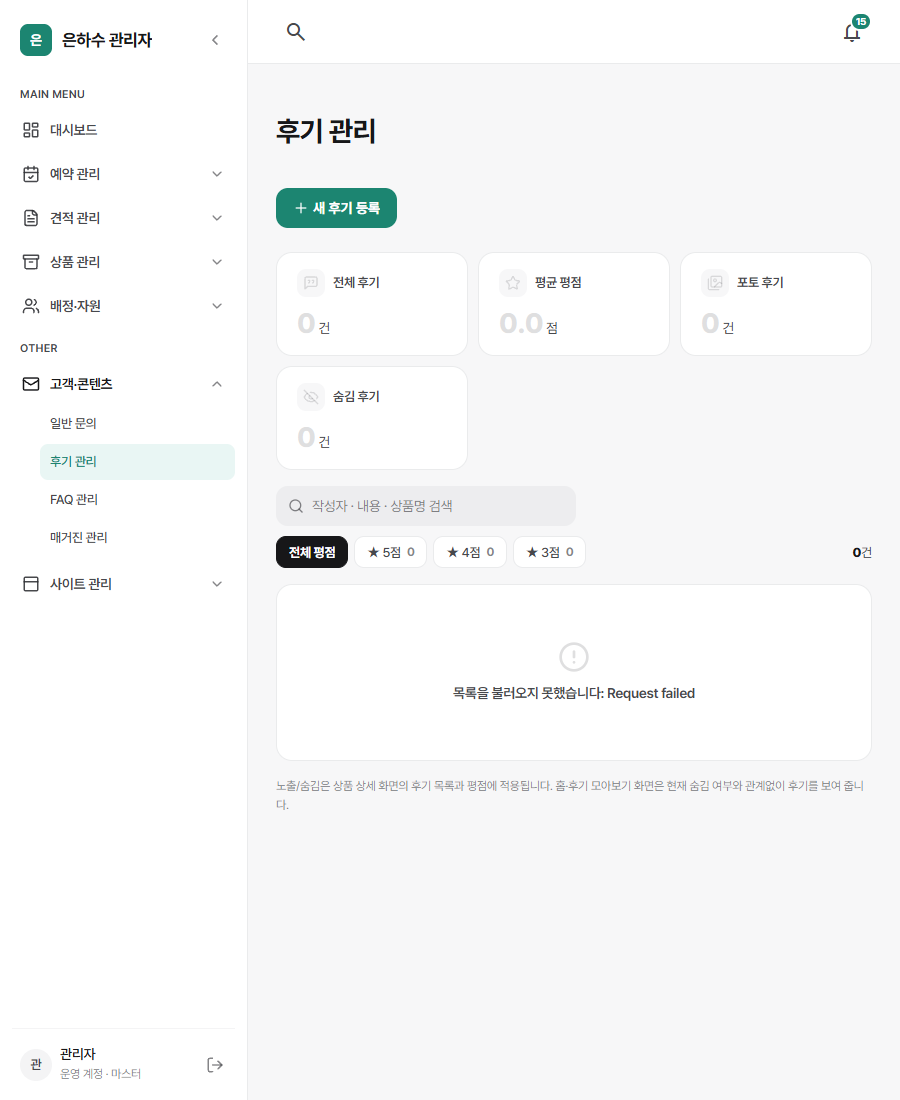 은 은하수 관리자
15
MAIN MENU
대시보드
예약 관리
견적 관리
상품 관리
배정·자원
OTHER
고객·콘텐츠
일반 문의
후기 관리
FAQ 관리
매거진 관리
사이트 관리
관 관리자
운영 계정 · 마스터
후기 관리
+ 새 후기 등록
전체 후기
0 건
평균 평점
0.0 점
포토 후기
0 건
숨김 후기
0 건
작성자 · 내용 · 상품명 검색
전체 평점 ★ 5점 0 ★ 4점 0 ★ 3점 0 0건
목록을 불러오지 못했습니다: Request failed
노출/숨김은 상품 상세 화면의 후기 목록과 평점에 적용됩니다. 홈·후기 모아보기 화면은 현재 숨김 여부와 관계없이 후기를 보여 줍니
다.